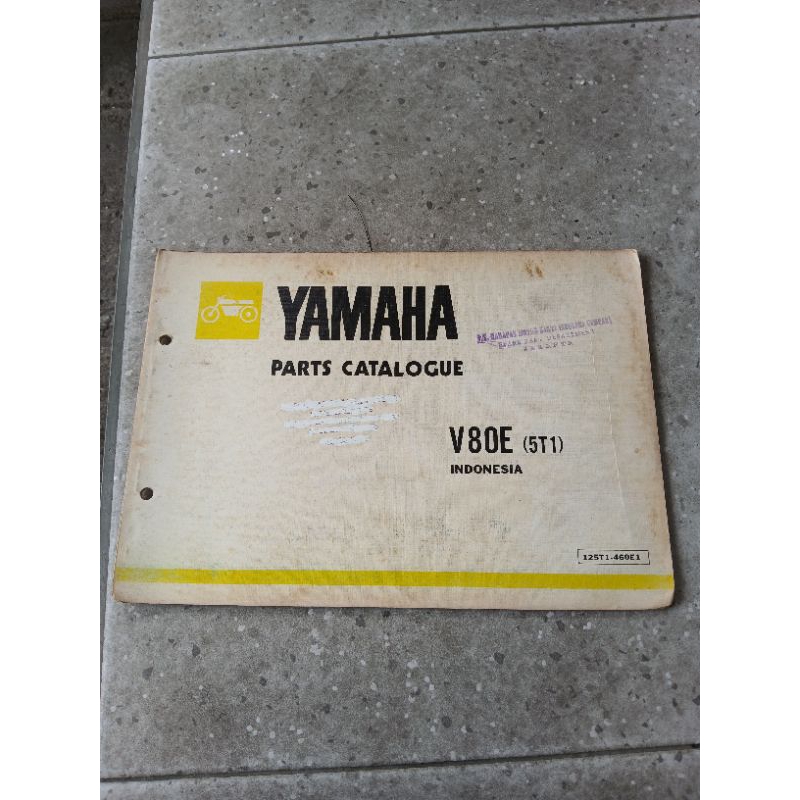 YAMAHA
PARTS CATALOGUE
V80E (5T1)
INDONESIA
125T1-460E1